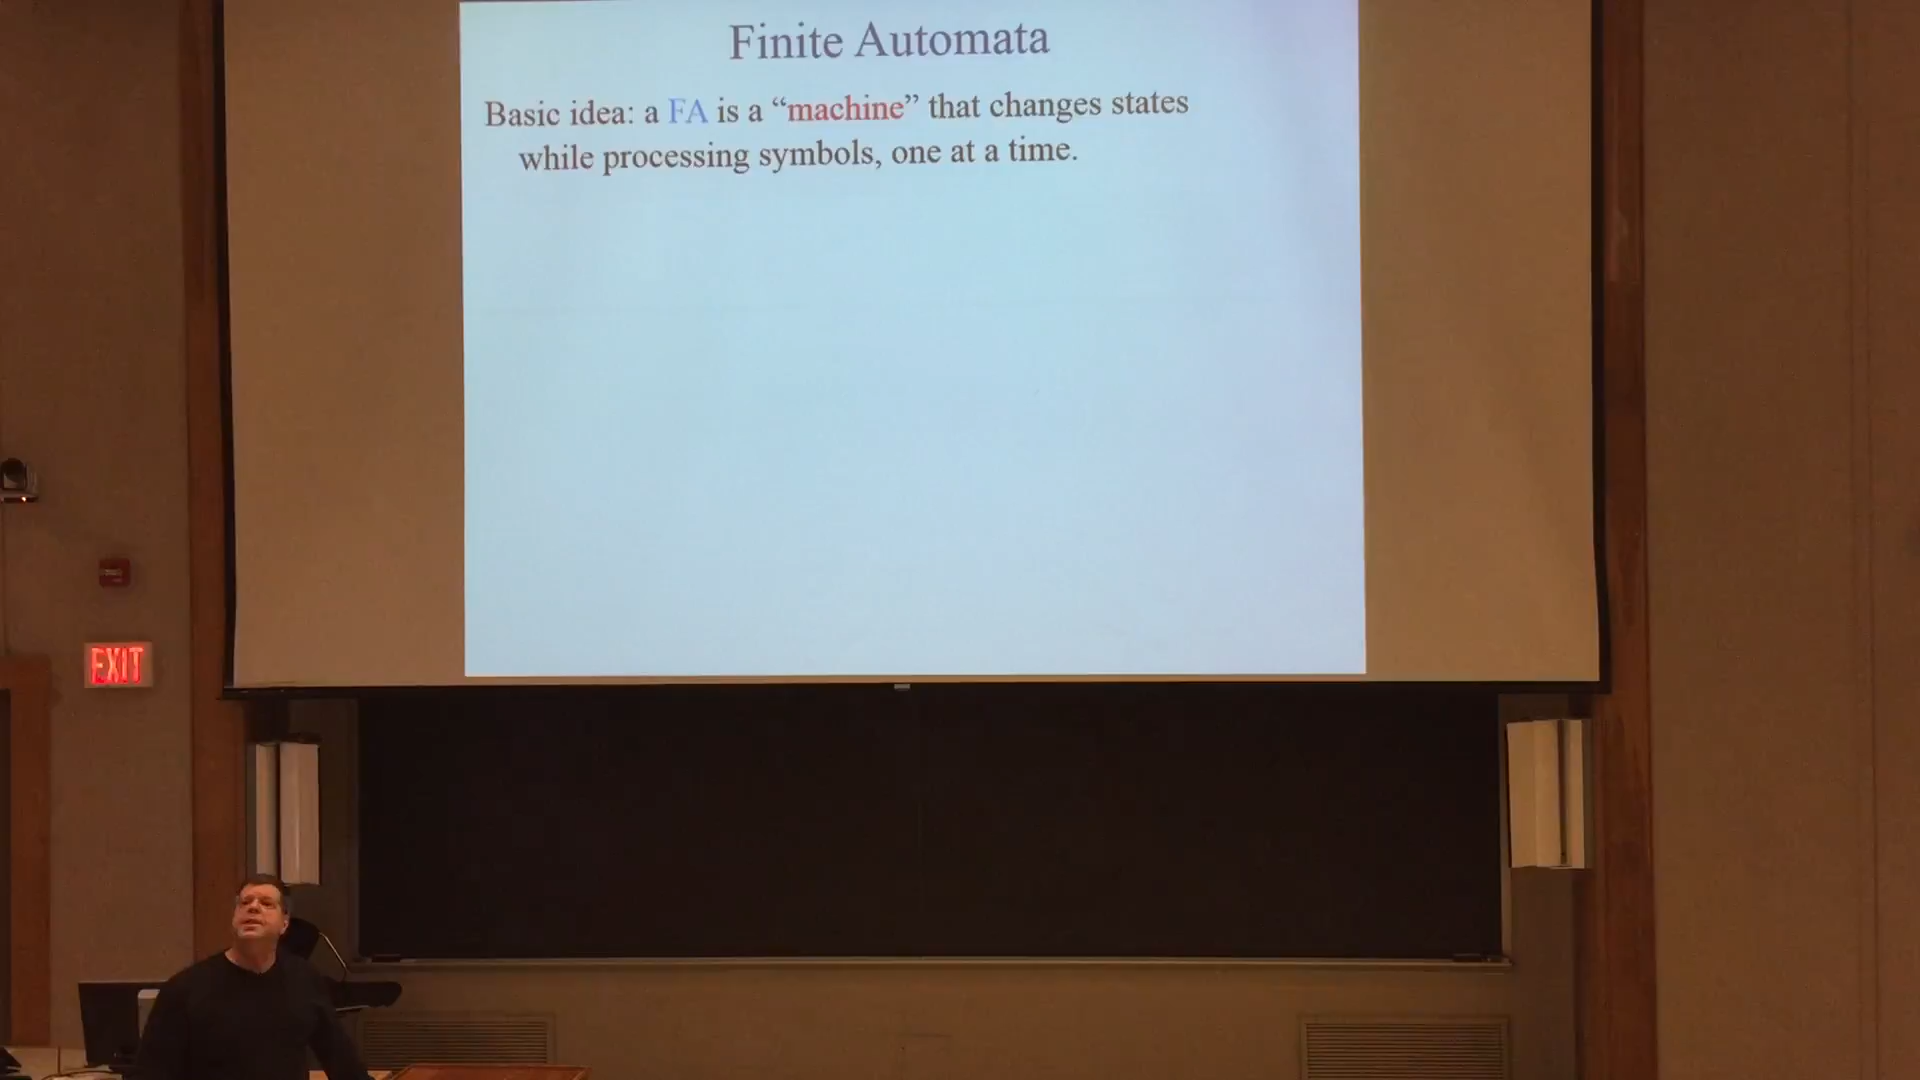 Finite Automata
Basic idea: a FA is a “machine” that changes states
while processing symbols, one at a time.
EXIT